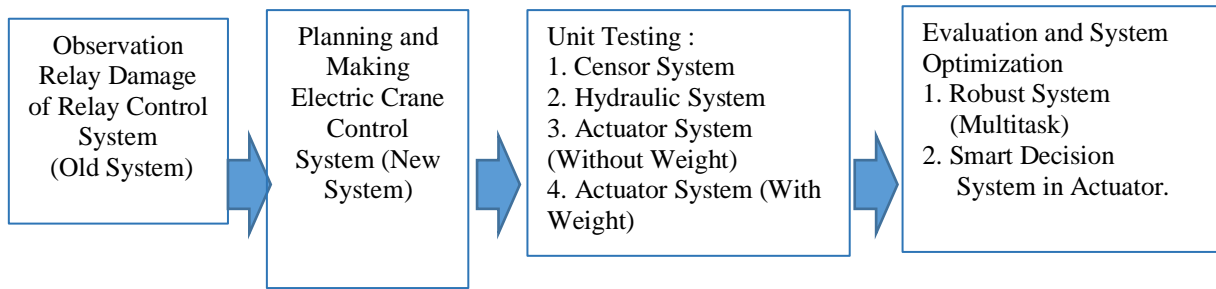 Observation
Relay Damage
of Relay Control
System
(Old System)
Planning and
Making
Electric Crane
Control
System (New
System)
Unit Testing :
1. Censor System
2. Hydraulic System
3. Actuator System
(Without Weight)
4. Actuator System (With
Weight)
Evaluation and System
Optimization
1. Robust System
(Multitask)
2. Smart Decision
System in Actuator.